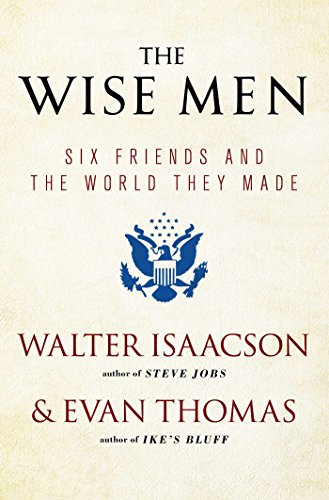 THE
WISE MEN
SIX FRIENDS AND
THE WORLD THEY MADE
WALTER ISAACSON
author of STEVE JOBS
& EVAN THOMAS
author of IKE'S BLUFF